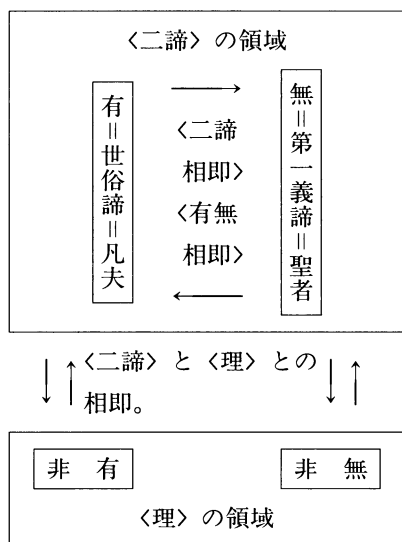 〈二諦〉の領域
有＝世俗諦＝凡夫
〈二諦
相即〉
〈有無
相即〉
無＝第一義諦＝聖者
〈二諦〉と〈理〉との
相即。
非 有
非 無
〈理〉の領域